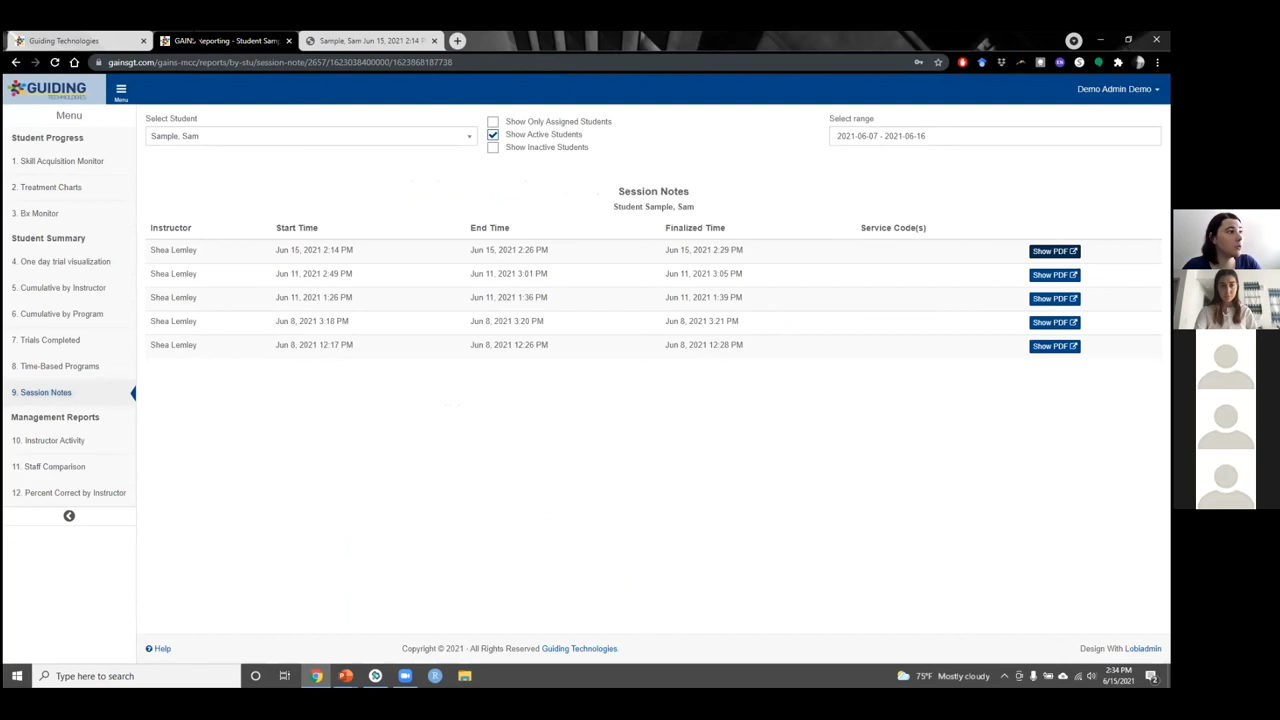 Guiding Technologies
GAINS Reporting - Student Sam
Sample, Sam Jun 15, 2021 2:14 P
gainsgt.com/gains-mcc/reports/by-stu/session-note/2657/1623038400000/1623868187738
GUIDING
TECHNOLOGIES
Menu
Demo Admin Demo
Menu
Student Progress
1. Skill Acquisition Monitor
2. Treatment Charts
3. Bx Monitor
Student Summary
4. One day trial visualization
5. Cumulative by Instructor
6. Cumulative by Program
7. Trials Completed
8. Time-Based Programs
9. Session Notes
Management Reports
10. Instructor Activity
11. Staff Comparison
12. Percent Correct by Instructor
Select Student
Sample, Sam
Show Only Assigned Students
Show Active Students
Show Inactive Students
Select range
2021-06-07 - 2021-06-16
Session Notes
Student Sample, Sam
Instructor Start Time End Time Finalized Time Service Code(s)
Shea Lemley Jun 15, 2021 2:14 PM Jun 15, 2021 2:26 PM Jun 15, 2021 2:29 PM Show PDF
Shea Lemley Jun 11, 2021 2:49 PM Jun 11, 2021 3:01 PM Jun 11, 2021 3:05 PM Show PDF
Shea Lemley Jun 11, 2021 1:26 PM Jun 11, 2021 1:36 PM Jun 11, 2021 1:39 PM Show PDF
Shea Lemley Jun 8, 2021 3:18 PM Jun 8, 2021 3:20 PM Jun 8, 2021 3:21 PM Show PDF
Shea Lemley Jun 8, 2021 12:17 PM Jun 8, 2021 12:26 PM Jun 8, 2021 12:28 PM Show PDF
Help
Copyright © 2021 · All Rights Reserved Guiding Technologies.
Design With Lobiadmin
Type here to search
75°F Mostly cloudy
2:34 PM
6/15/2021